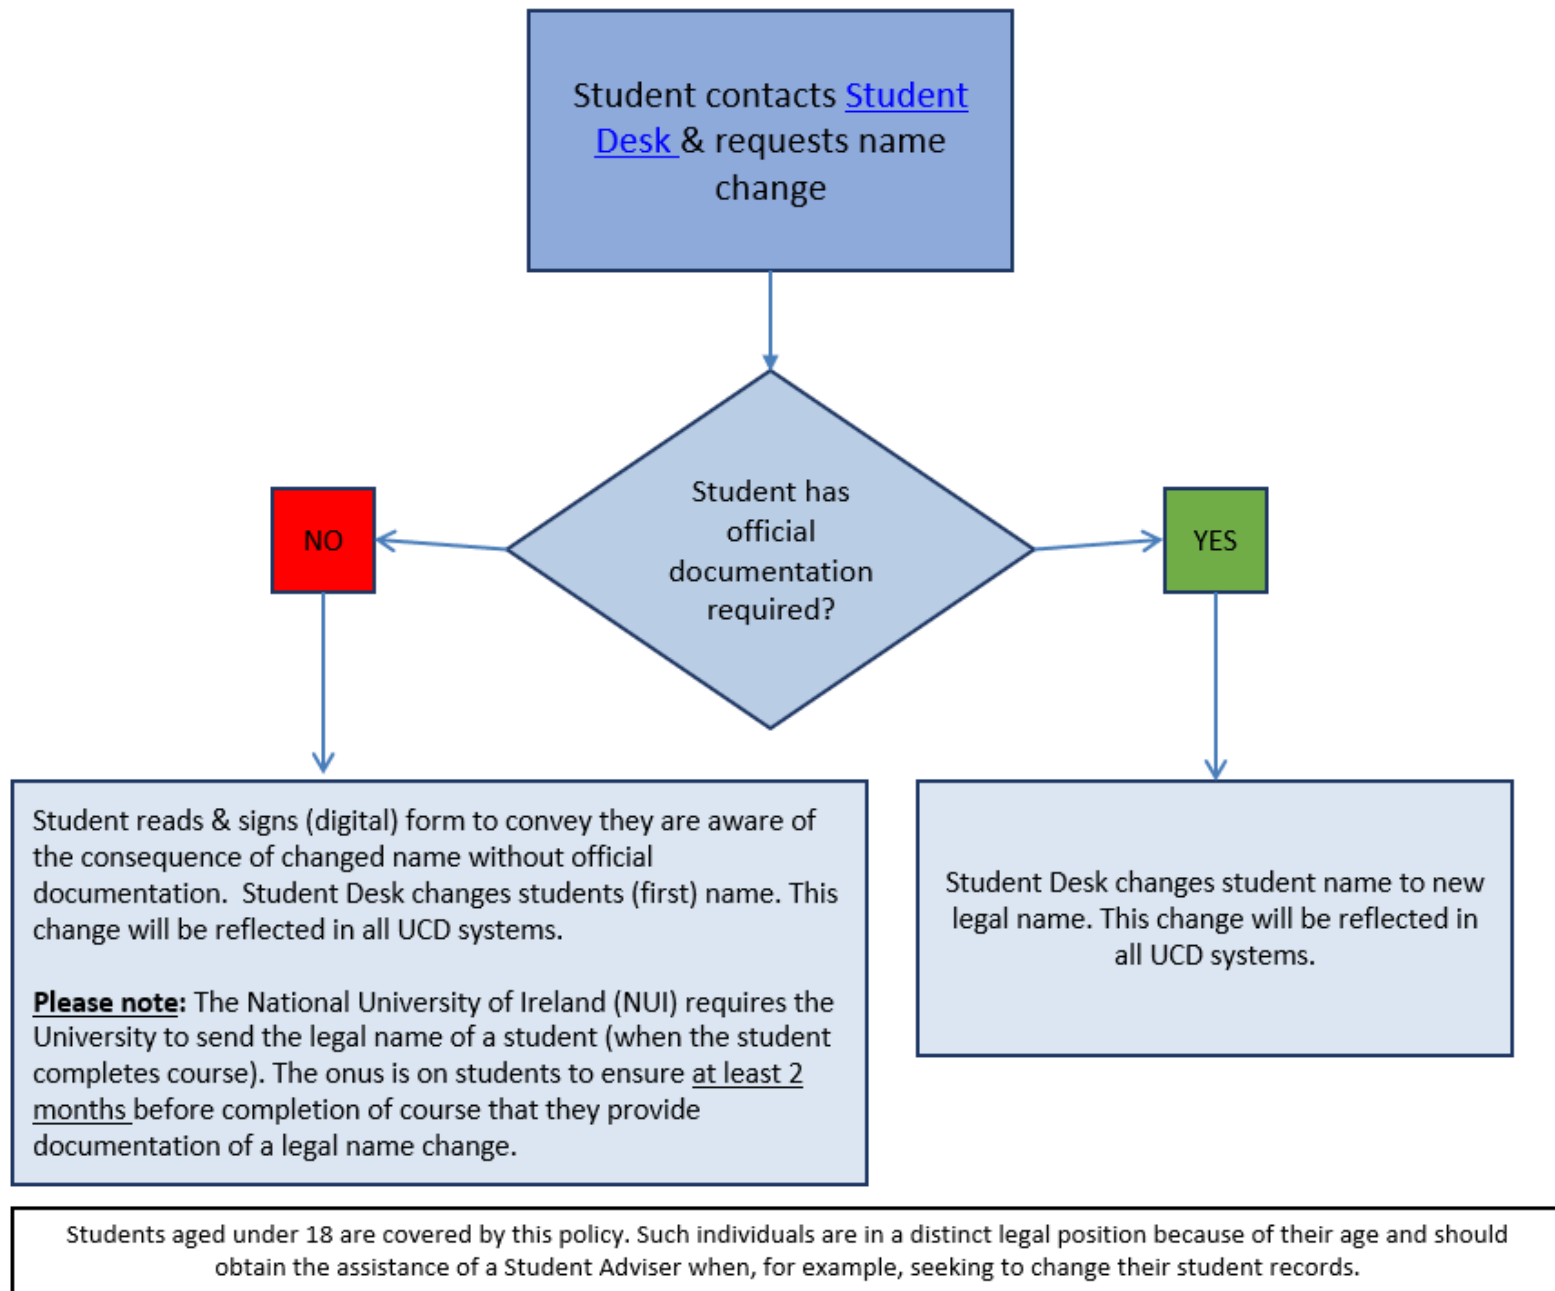 Student contacts Student
Desk & requests name
change
Student has
official
documentation
required?
NO
YES
Student reads & signs (digital) form to convey they are aware of
the consequence of changed name without official
documentation.  Student Desk changes students (first) name. This
change will be reflected in all UCD systems.
Please note: The National University of Ireland (NUI) requires the
University to send the legal name of a student (when the student
completes course). The onus is on students to ensure at least 2
months before completion of course that they provide
documentation of a legal name change.
Student Desk changes student name to new
legal name. This change will be reflected in
all UCD systems.
Students aged under 18 are covered by this policy. Such individuals are in a distinct legal position because of their age and should
obtain the assistance of a Student Adviser when, for example, seeking to change their student records.